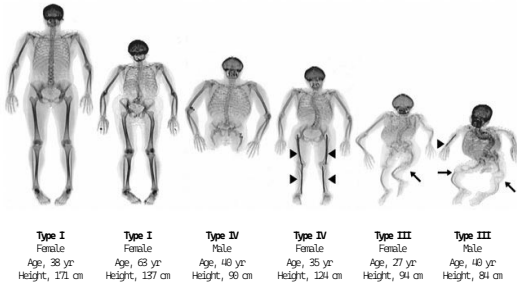 Type I
Female
Age, 38 yr
Height, 171 cm
Type I
Female
Age, 63 yr
Height, 137 cm
Type IV
Male
Age, 40 yr
Height, 90 cm
Type IV
Female
Age, 35 yr
Height, 124 cm
Type III
Female
Age, 27 yr
Height, 94 cm
Type III
Male
Age, 40 yr
Height, 84 cm